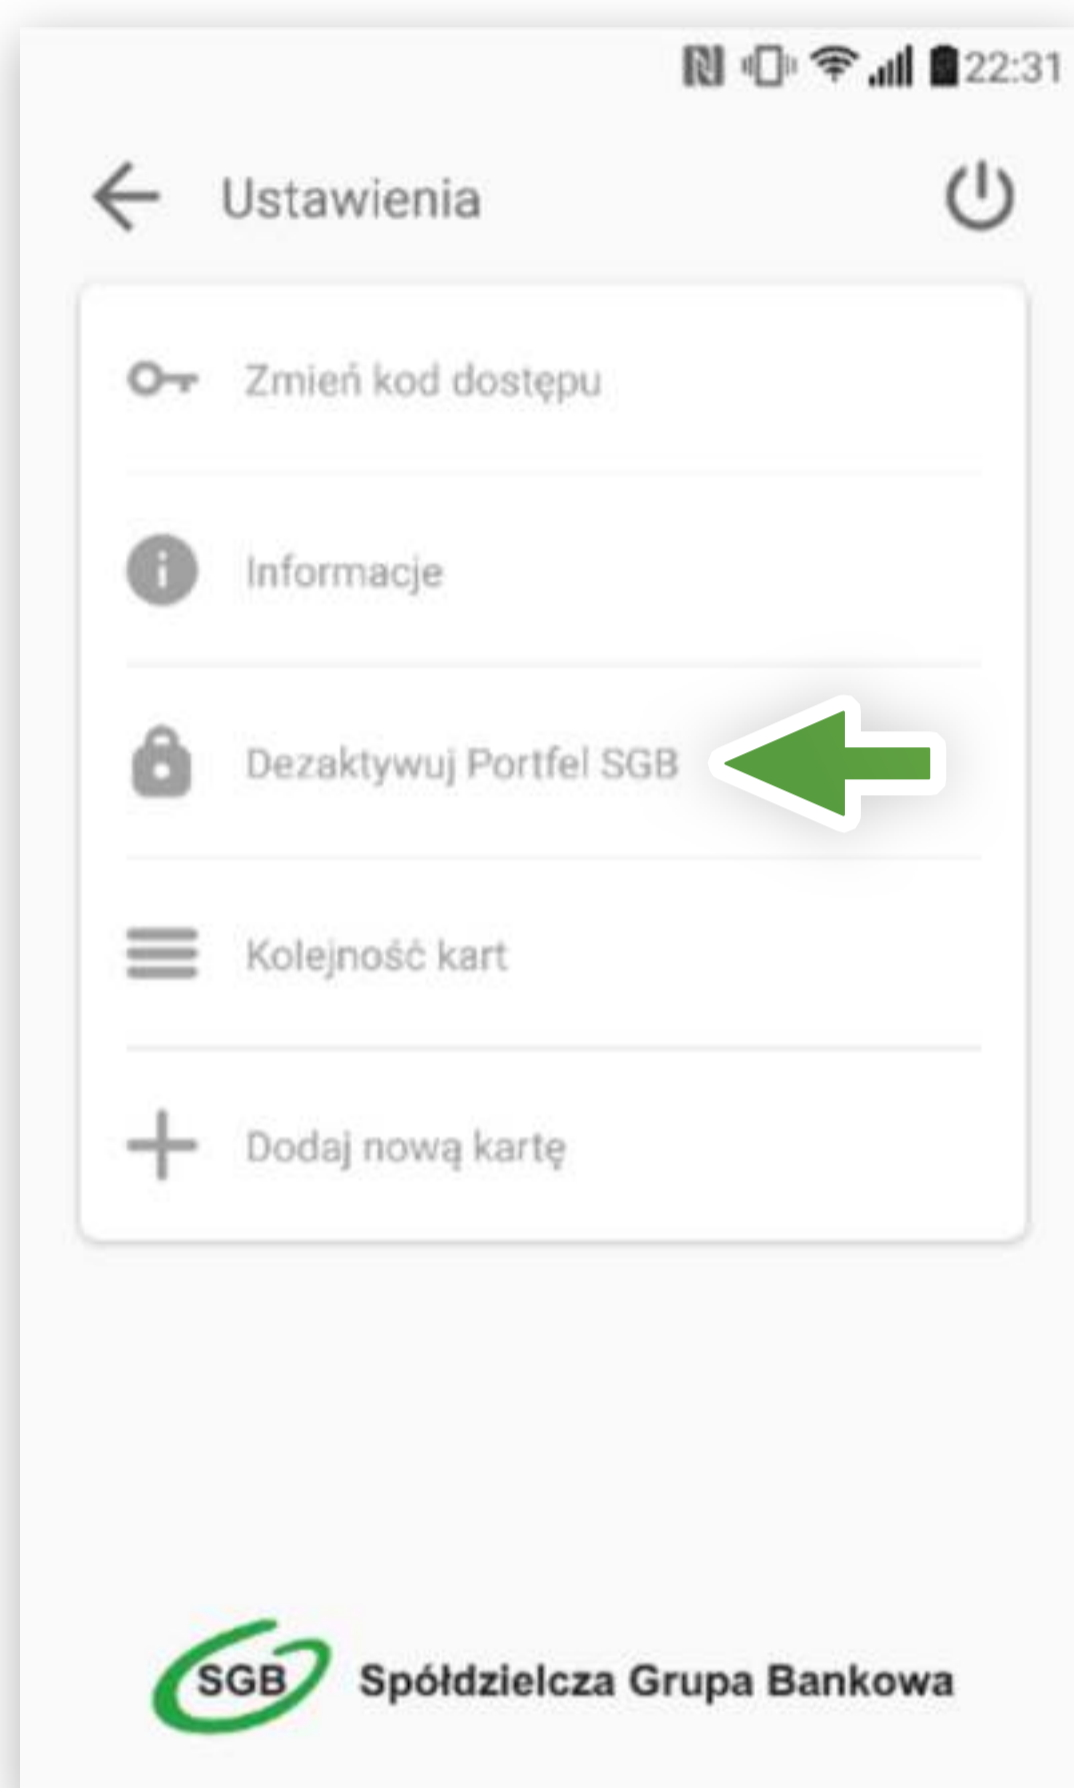 22:31
Ustawienia
Zmień kod dostępu
Informacje
Dezaktywuj Portfel SGB
Kolejność kart
Dodaj nową kartę
SGB Spółdzielcza Grupa Bankowa